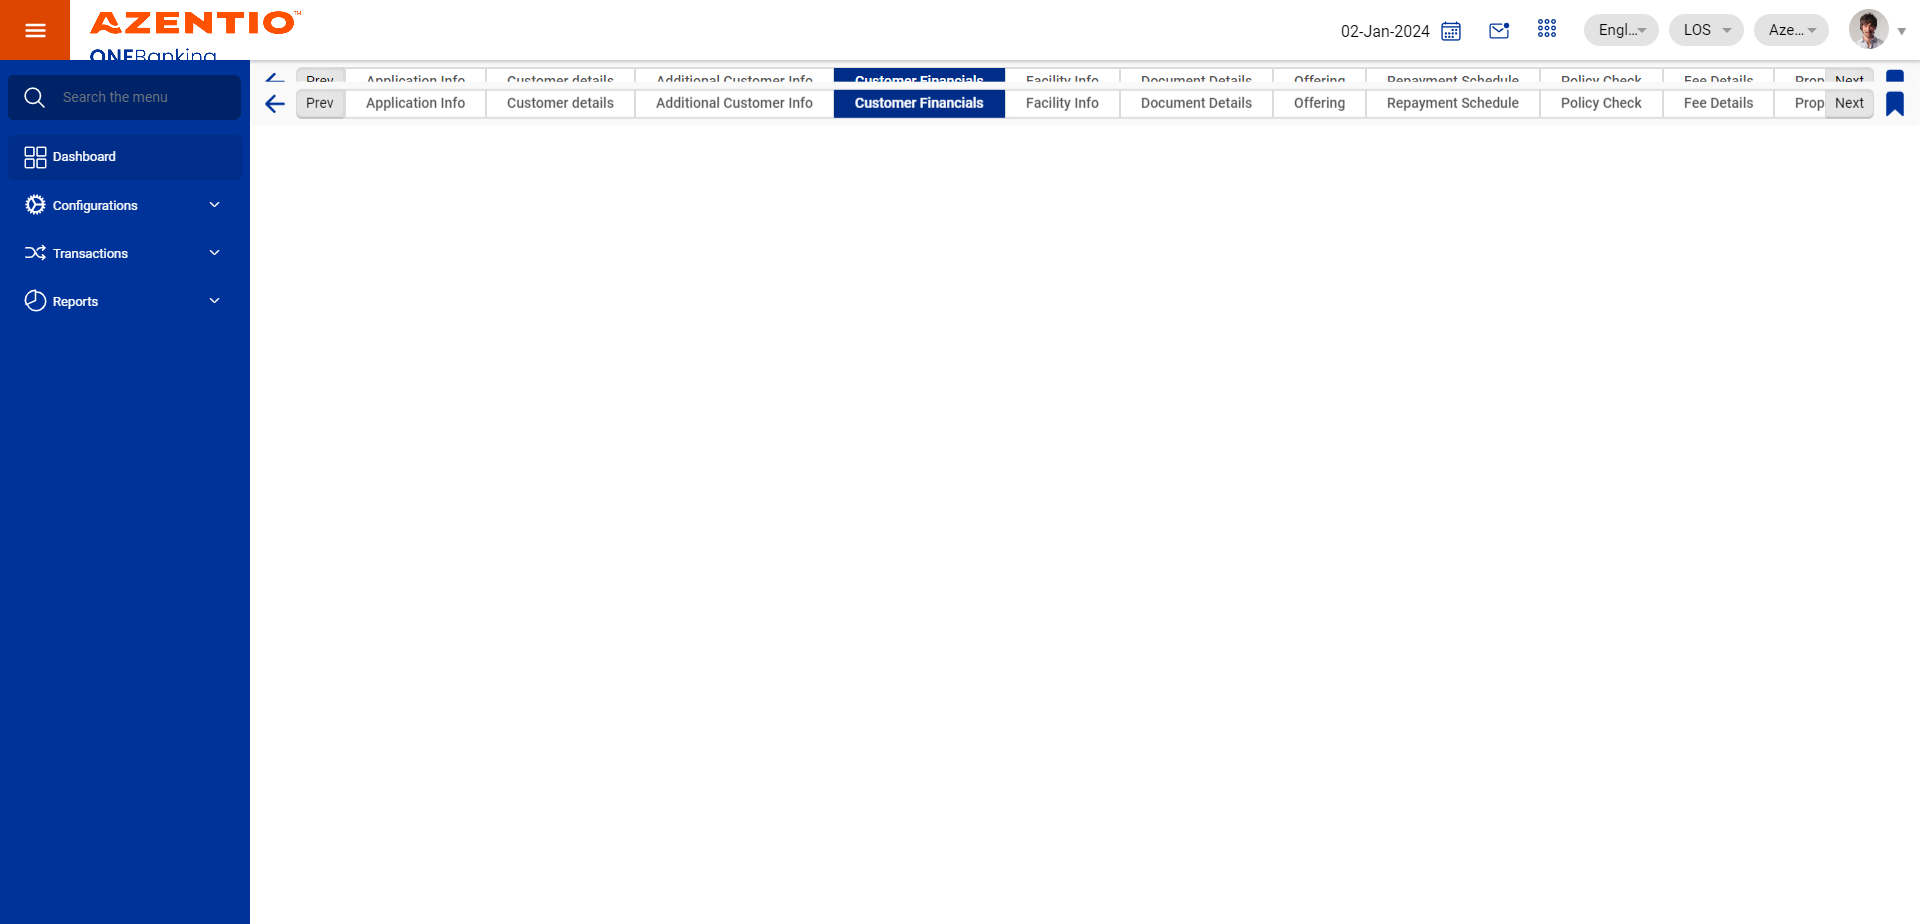 AZENTIO™
ONEBanking
02-Jan-2024
Engl...
LOS
Aze...
Search the menu
Dashboard
Configurations
Transactions
Reports
Prev Application Info Customer details Additional Customer Info Customer Financials Facility Info Document Details Offering Repayment Schedule Policy Check Fee Details Prop Next
Prev Application Info Customer details Additional Customer Info Customer Financials Facility Info Document Details Offering Repayment Schedule Policy Check Fee Details Prop Next